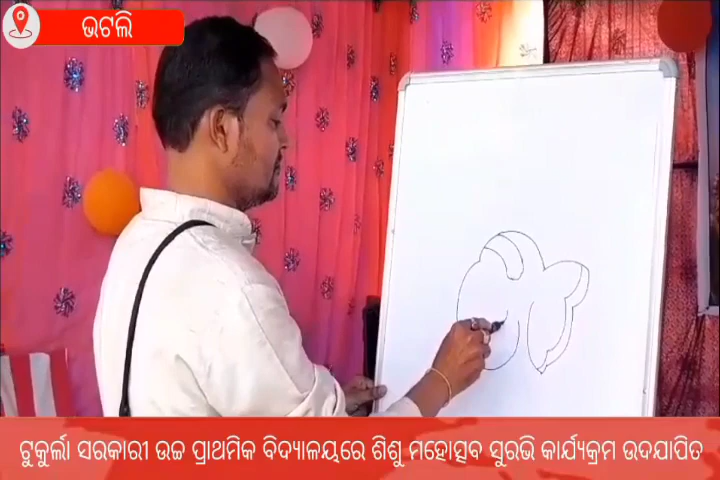 ଭଟଲି
ଟୁକୁର୍ଲା ସରକାରୀ ଉଚ୍ଚ ପ୍ରାଥମିକ ବିଦ୍ୟାଳୟରେ ଶିଶୁ ମହୋତ୍ସବ ସୁରଭି କାର୍ଯ୍ୟକ୍ରମ ଉଦଯାପିତ